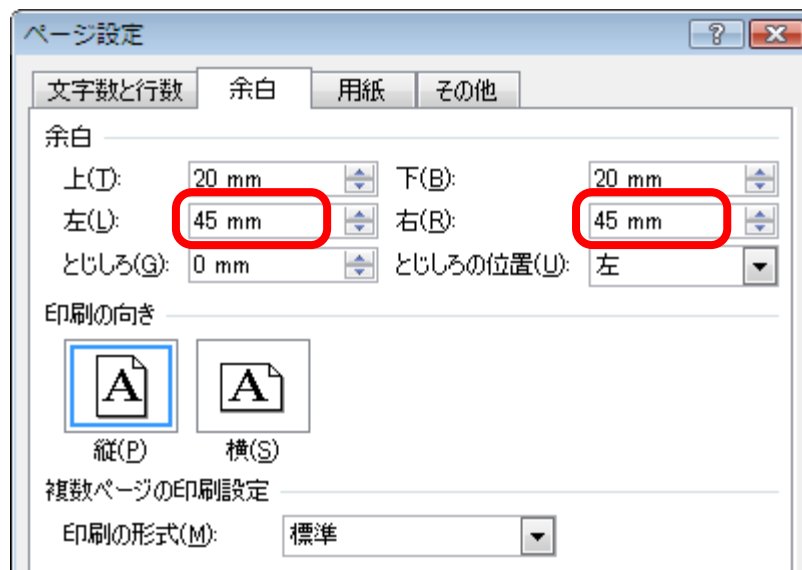 ページ設定
文字数と行数 余白 用紙 その他
余白
上(T): 20 mm 下(B): 20 mm
左(L): 45 mm 右(R): 45 mm
とじしろ(G): 0 mm とじしろの位置(U): 左
印刷の向き
A A
縦(P) 横(S)
複数ページの印刷設定
印刷の形式(M): 標準